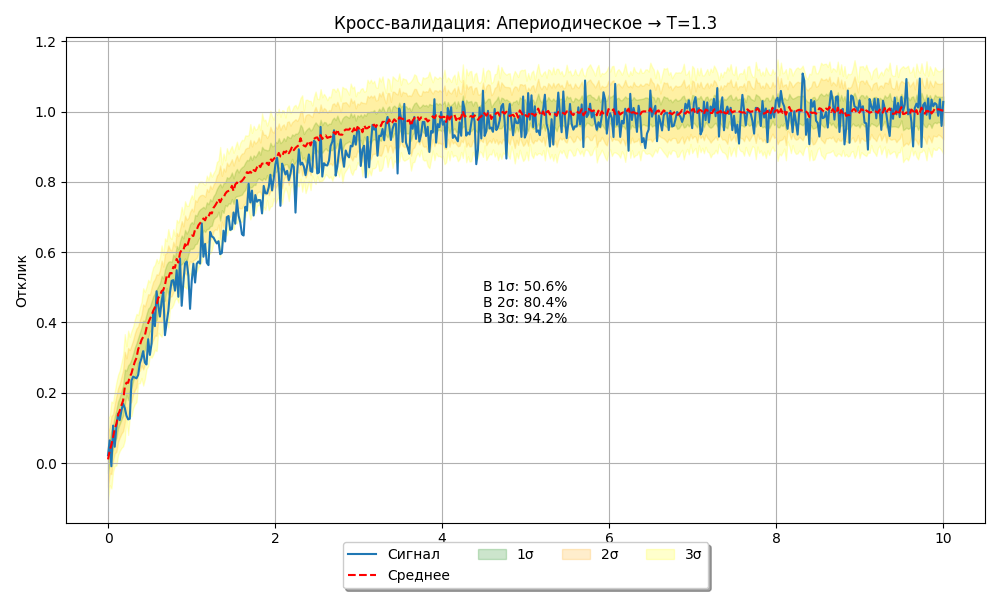 Кросс-валидация: Апериодическое → T=1.3
1.2
1.0
0.8
0.6
0.4
0.2
0.0
Отклик
В 1σ: 50.6%
В 2σ: 80.4%
В 3σ: 94.2%
0 2 4 6 8 10
Сигнал 1σ 2σ 3σ
Среднее